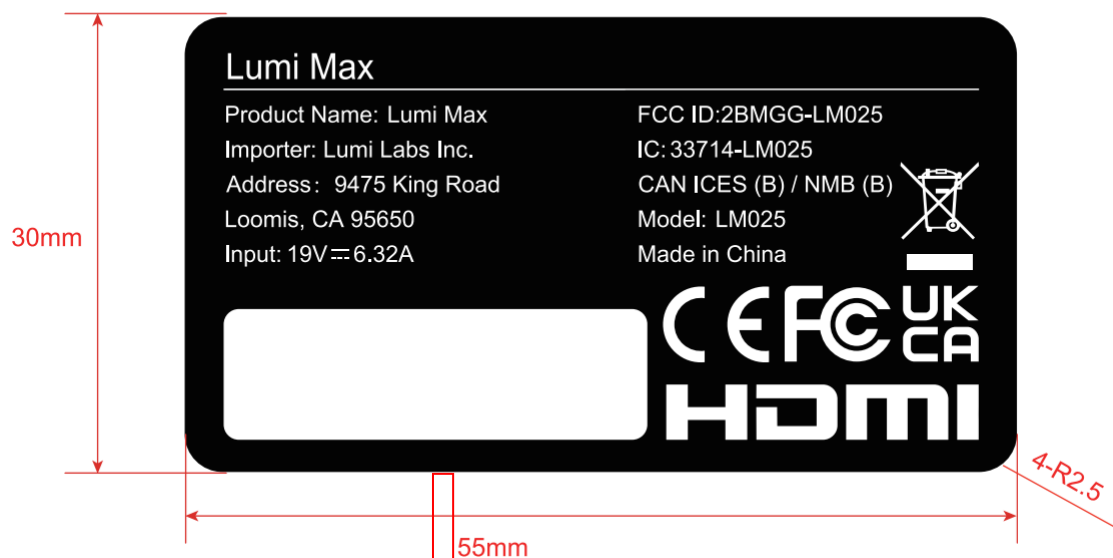 Lumi Max
Product Name: Lumi Max
Importer: Lumi Labs Inc.
Address: 9475 King Road
Loomis, CA 95650
Input: 19V⎓6.32A
FCC ID:2BMGG-LM025
IC: 33714-LM025
CAN ICES (B) / NMB (B)
Model: LM025
Made in China
CE FC UK
CA
HDMI
30mm
55mm
4-R2.5